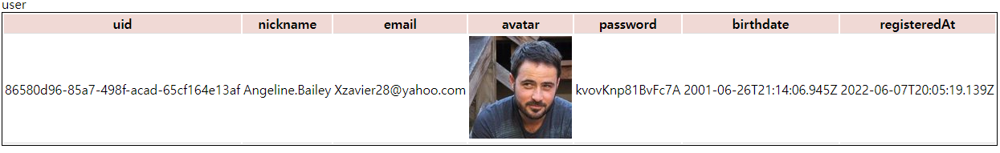 user
uid nickname email avatar password birthdate registeredAt
86580d96-85a7-498f-acad-65cf164e13af Angeline.Bailey Xzavier28@yahoo.com kvovKnp81BvFc7A 2001-06-26T21:14:06.945Z 2022-06-07T20:05:19.139Z